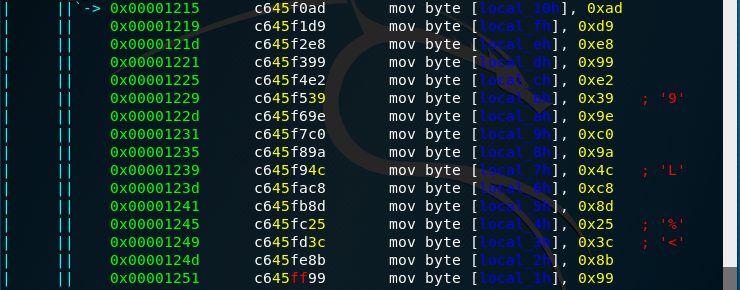 | ||`-> 0x00001215 c645f0ad mov byte [local_10h], 0xad
| || 0x00001219 c645f1d9 mov byte [local_fh], 0xd9
| || 0x0000121d c645f2e8 mov byte [local_eh], 0xe8
| || 0x00001221 c645f399 mov byte [local_dh], 0x99
| || 0x00001225 c645f4e2 mov byte [local_ch], 0xe2
| || 0x00001229 c645f539 mov byte [local_bh], 0x39 ; '9'
| || 0x0000122d c645f69e mov byte [local_ah], 0x9e
| || 0x00001231 c645f7c0 mov byte [local_9h], 0xc0
| || 0x00001235 c645f89a mov byte [local_8h], 0x9a
| || 0x00001239 c645f94c mov byte [local_7h], 0x4c ; 'L'
| || 0x0000123d c645fac8 mov byte [local_6h], 0xc8
| || 0x00001241 c645fb8d mov byte [local_5h], 0x8d
| || 0x00001245 c645fc25 mov byte [local_4h], 0x25 ; '%'
| || 0x00001249 c645fd3c mov byte [local_3h], 0x3c ; '<'
| || 0x0000124d c645fe8b mov byte [local_2h], 0x8b
| || 0x00001251 c645ff99 mov byte [local_1h], 0x99